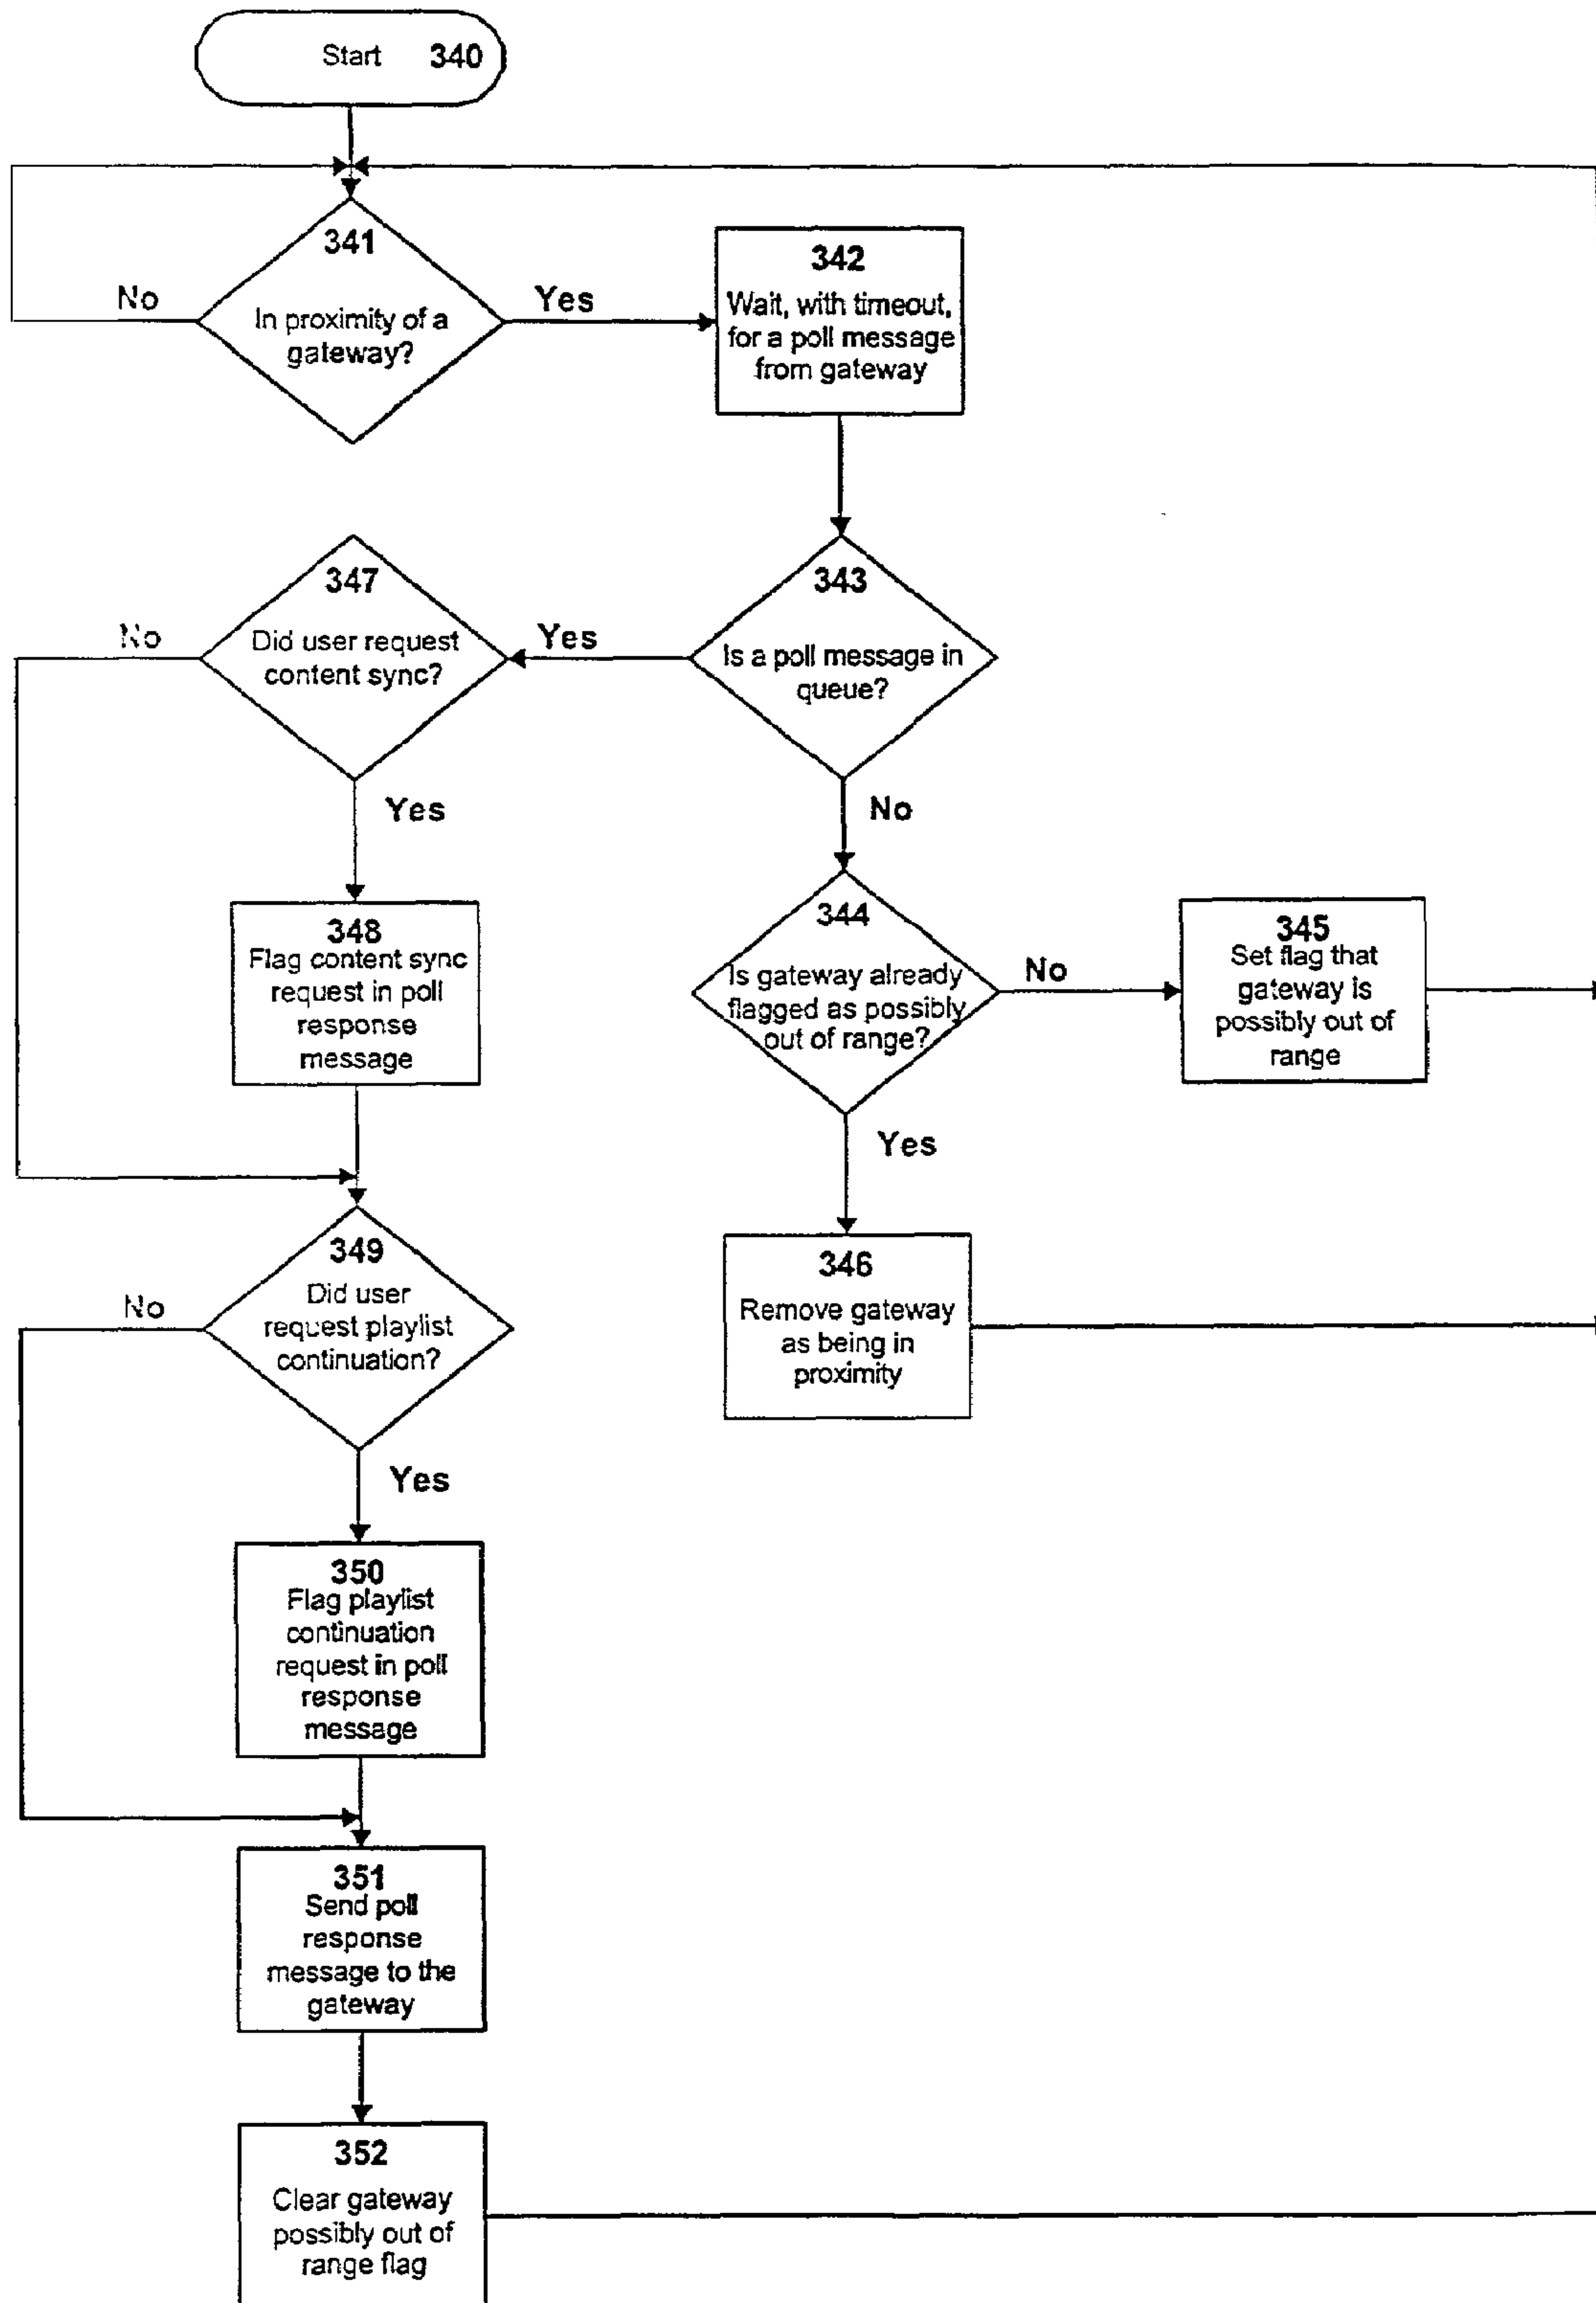 Start 340
341
In proximity of a
gateway?
No
Yes
342
Wait, with timeout,
for a poll message
from gateway
343
Is a poll message in
queue?
Yes
No
347
Did user request
content sync?
No
Yes
348
Flag content sync
request in poll
response
message
344
Is gateway already
flagged as possibly
out of range?
No
Yes
345
Set flag that
gateway is
possibly out of
range
346
Remove gateway
as being in
proximity
349
Did user
request playlist
continuation?
No
Yes
350
Flag playlist
continuation
request in poll
response
message
351
Send poll
response
message to the
gateway
352
Clear gateway
possibly out of
range flag